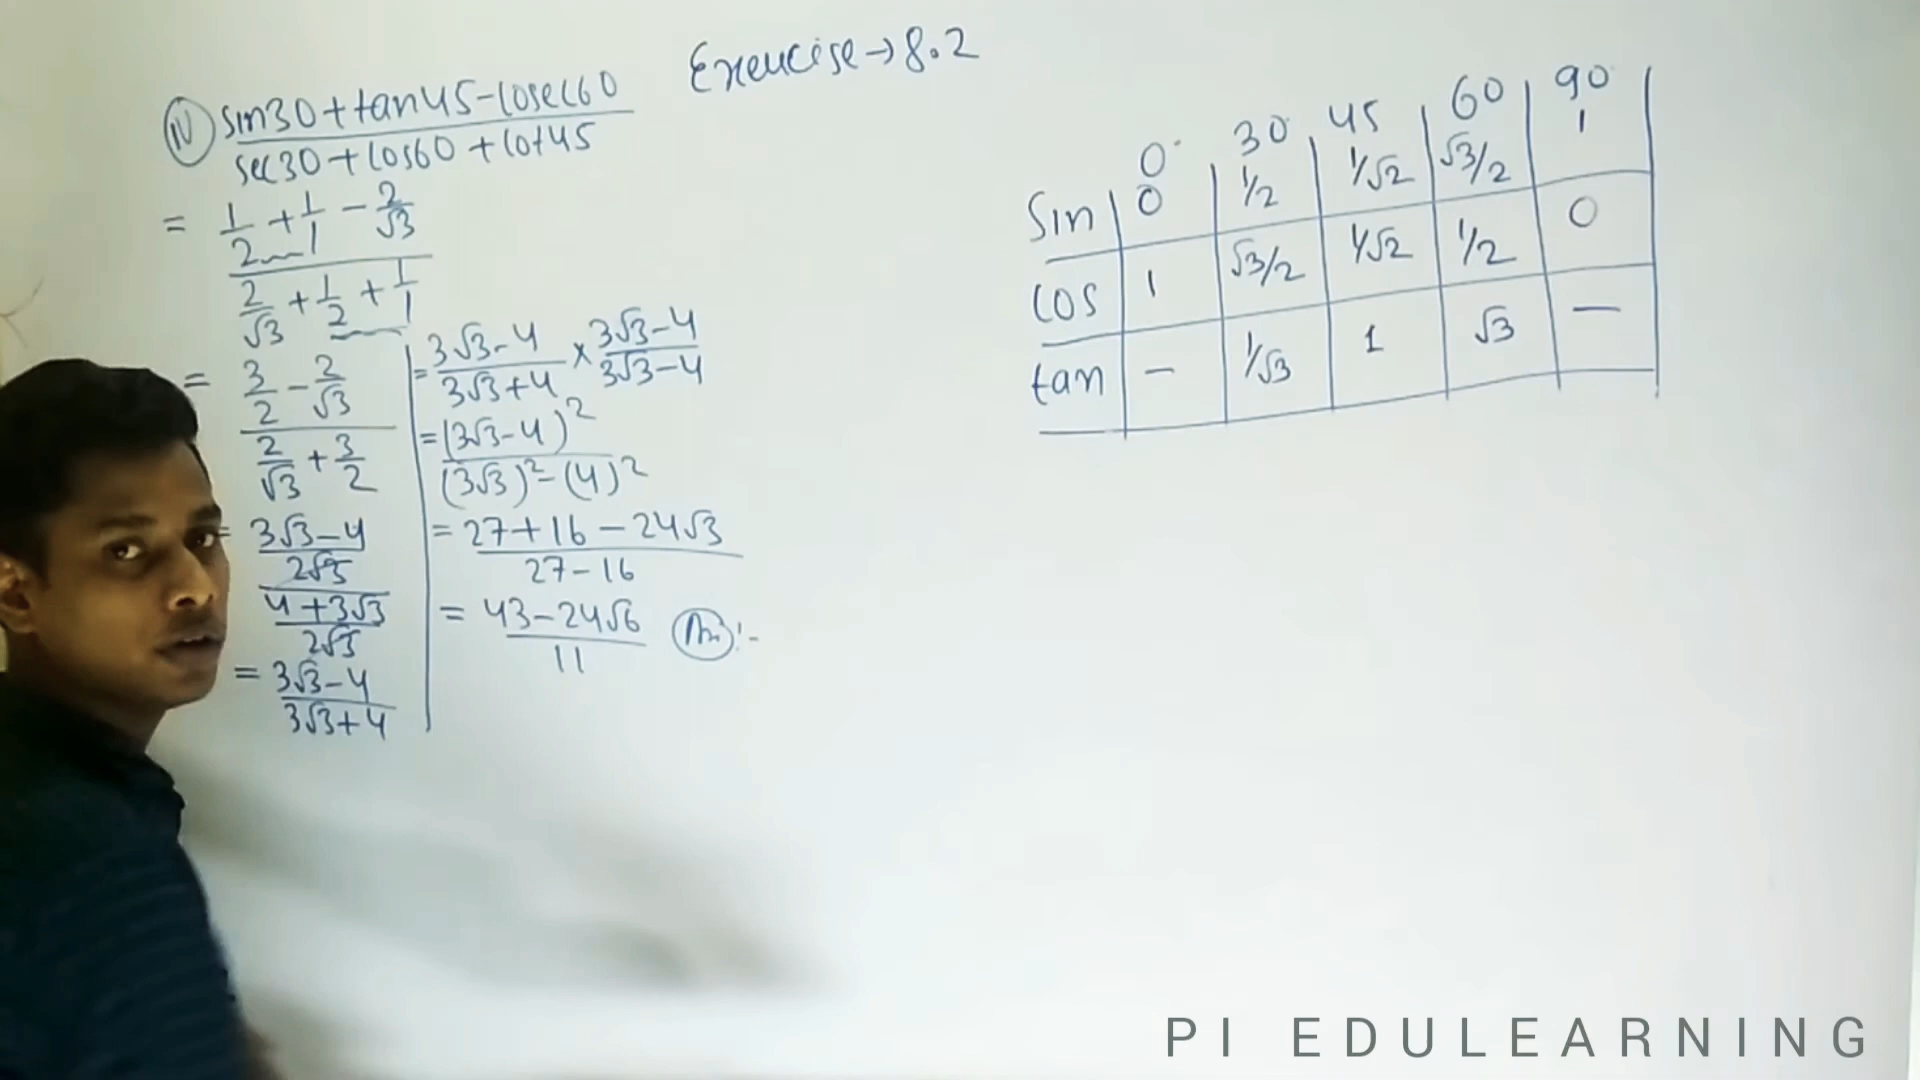 Exercise→8.2
(iv) sin30+tan45-cosec60
sec30+cos60+cot45
= 1/2 + 1/1 - 2/√3
2/√3 + 1/2 + 1/1
= 3/2 - 2/√3
2/√3 + 3/2
= 3√3-4
2√3
4+3√3
2√3
= 3√3-4
3√3+4
= 3√3-4 / 3√3+4 × 3√3-4 / 3√3-4
= (3√3-4)²
(3√3)²-(4)²
= 27+16-24√3
27-16
= 43-24√6 Ans:-
11
0 30 45 60 90
Sin 0 1/2 1/√2 √3/2 1
cos 1 √3/2 1/√2 1/2 0
tan — 1/√3 1 √3 —
PI EDULEARNING